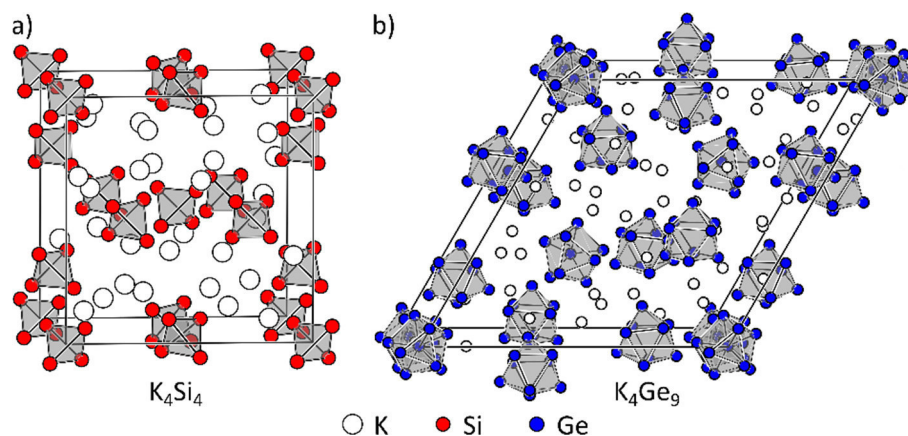 a)
b)
K₄Si₄
K₄Ge₉
K Si Ge